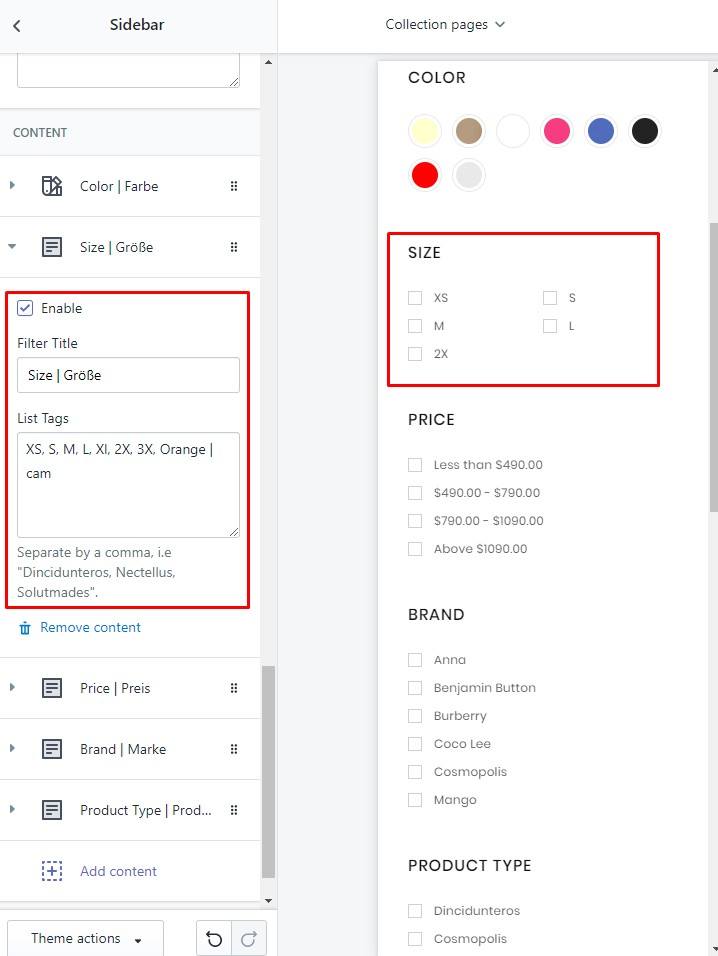 Sidebar
CONTENT
Color | Farbe
Size | Größe
Enable
Filter Title
Size | Größe
List Tags
XS, S, M, L, Xl, 2X, 3X, Orange |
cam
Separate by a comma, i.e
"Dincidunteros, Nectellus,
Solutmades".
Remove content
Price | Preis
Brand | Marke
Product Type | Prod...
Add content
Theme actions
Collection pages
COLOR
SIZE
XS
S
M
L
2X
PRICE
Less than $490.00
$490.00 - $790.00
$790.00 - $1090.00
Above $1090.00
BRAND
Anna
Benjamin Button
Burberry
Coco Lee
Cosmopolis
Mango
PRODUCT TYPE
Dincidunteros
Cosmopolis